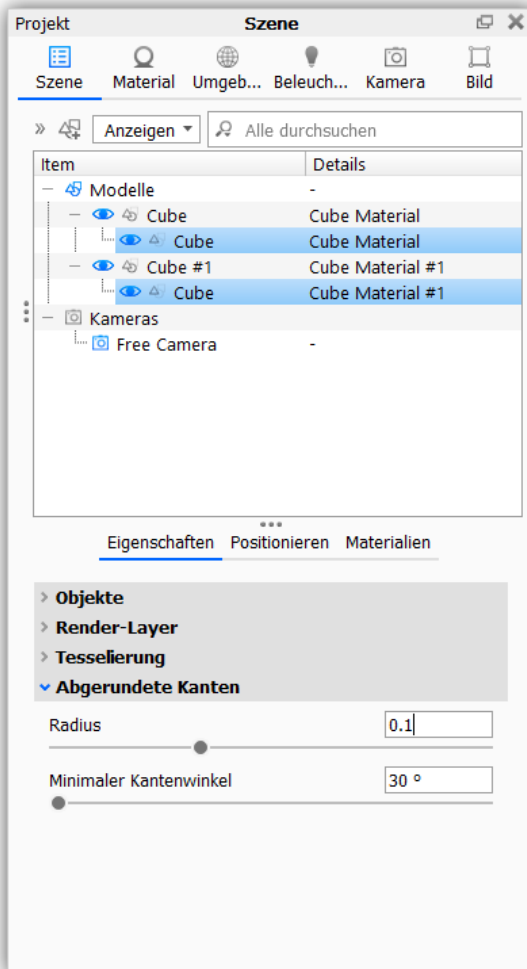 Projekt Szene
Szene Material Umgeb... Beleuch... Kamera Bild
» Anzeigen Alle durchsuchen
Item Details
Modelle -
Cube Cube Material
Cube Cube Material
Cube #1 Cube Material #1
Cube Cube Material #1
Kameras
Free Camera -
Eigenschaften Positionieren Materialien
Objekte
Render-Layer
Tesselierung
Abgerundete Kanten
Radius 0.1
Minimaler Kantenwinkel 30 °